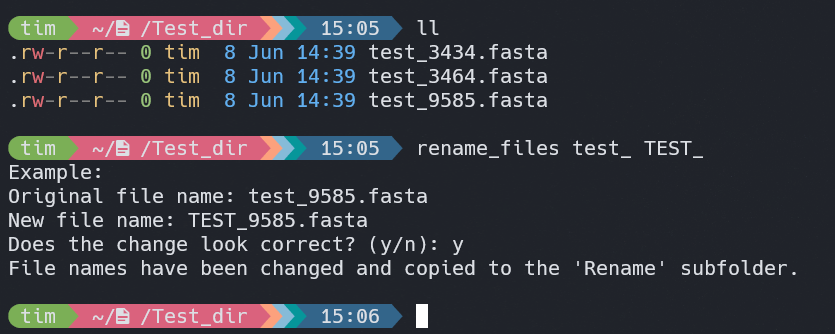 tim ~/ /Test_dir 15:05 ll
.rw-r--r-- 0 tim 8 Jun 14:39 test_3434.fasta
.rw-r--r-- 0 tim 8 Jun 14:39 test_3464.fasta
.rw-r--r-- 0 tim 8 Jun 14:39 test_9585.fasta
tim ~/ /Test_dir 15:05 rename_files test_ TEST_
Example:
Original file name: test_9585.fasta
New file name: TEST_9585.fasta
Does the change look correct? (y/n): y
File names have been changed and copied to the 'Rename' subfolder.
tim ~/ /Test_dir 15:06